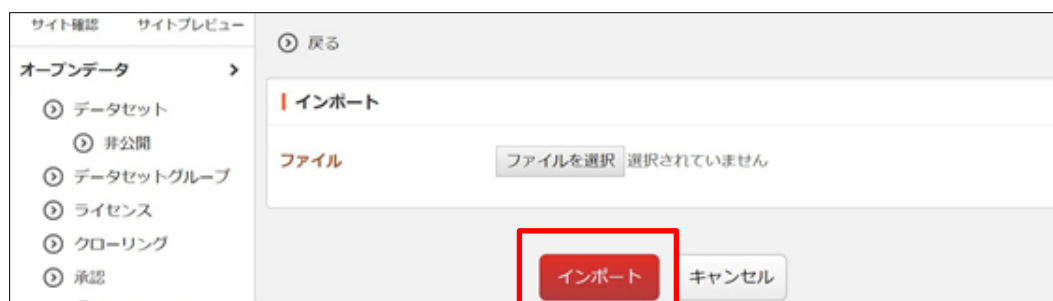 サイト確認 サイトプレビュー
オープンデータ
データセット
非公開
データセットグループ
ライセンス
クローリング
承認
戻る
インポート
ファイル ファイルを選択 選択されていません
インポート キャンセル